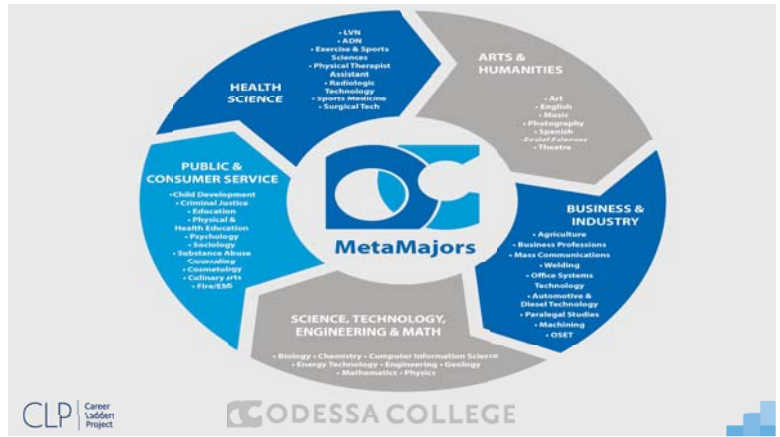 HEALTH
SCIENCE
• LVN
• ADN
• Exercise & Sports
Sciences
• Physical Therapist
Assistant
• Radiologic
Technology
• Sports Medicine
• Surgical Tech
ARTS &
HUMANITIES
• Art
• English
• Music
• Photography
• Spanish
• Social Sciences
• Theatre
PUBLIC &
CONSUMER SERVICE
•Child Development
• Criminal Justice
• Education
• Physical &
Health Education
• Psychology
• Sociology
• Substance Abuse
Counseling
• Cosmetology
• Culinary arts
• Fire/EMS
MetaMajors
BUSINESS &
INDUSTRY
• Agriculture
• Business Professions
• Mass Communications
• Welding
• Office Systems
Technology
• Automotive &
Diesel Technology
• Paralegal Studies
• Machining
• OSET
SCIENCE, TECHNOLOGY,
ENGINEERING & MATH
• Biology • Chemistry • Computer Information Science
• Energy Technology • Engineering • Geology
• Mathematics • Physics
CLP Career
Ladders
Project
ODESSA COLLEGE